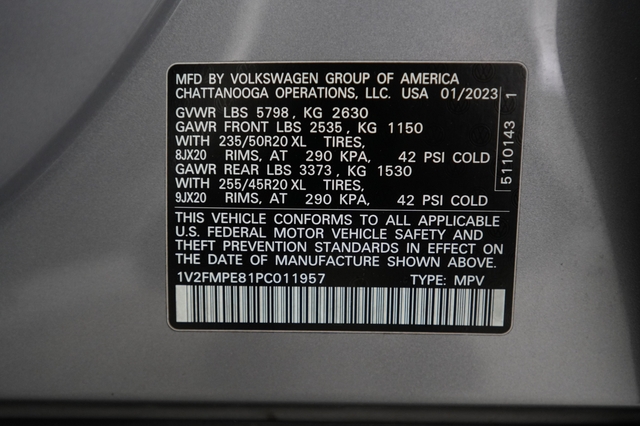 MFD BY VOLKSWAGEN GROUP OF AMERICA
CHATTANOOGA OPERATIONS, LLC. USA 01/2023
GVWR LBS 5798, KG 2630
GAWR FRONT LBS 2535, KG 1150
WITH 235/50R20 XL TIRES,
8JX20 RIMS, AT 290 KPA, 42 PSI COLD
GAWR REAR LBS 3373, KG 1530
WITH 255/45R20 XL TIRES,
9JX20 RIMS, AT 290 KPA, 42 PSI COLD
THIS VEHICLE CONFORMS TO ALL APPLICABLE
U.S. FEDERAL MOTOR VEHICLE SAFETY AND
THEFT PREVENTION STANDARDS IN EFFECT ON
THE DATE OF MANUFACTURE SHOWN ABOVE.
1V2FMPE81PC011957 TYPE: MPV
5110143 1